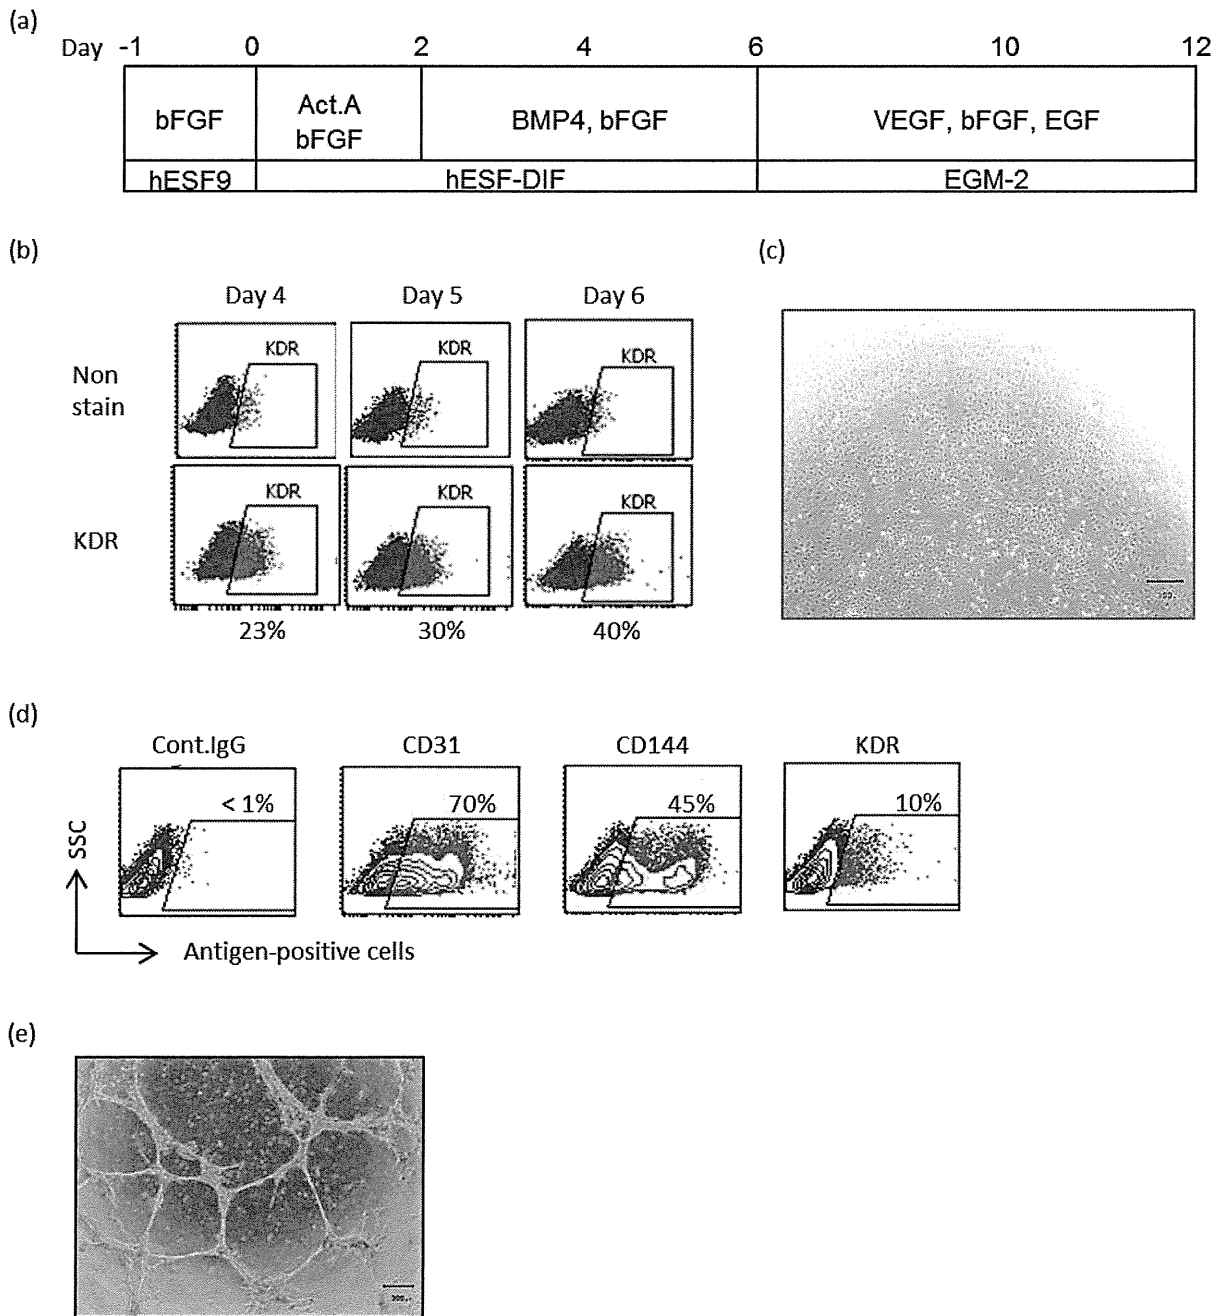 (a)
Day -1 0 2 4 6 10 12
bFGF
Act.A
bFGF
BMP4, bFGF
VEGF, bFGF, EGF
hESF9 hESF-DIF EGM-2
(b)
Day 4 Day 5 Day 6
Non
stain
KDR KDR KDR
KDR
KDR KDR KDR
23% 30% 40%
(c)
(d)
Cont.IgG CD31 CD144 KDR
< 1% 70% 45% 10%
SSC
Antigen-positive cells
(e)